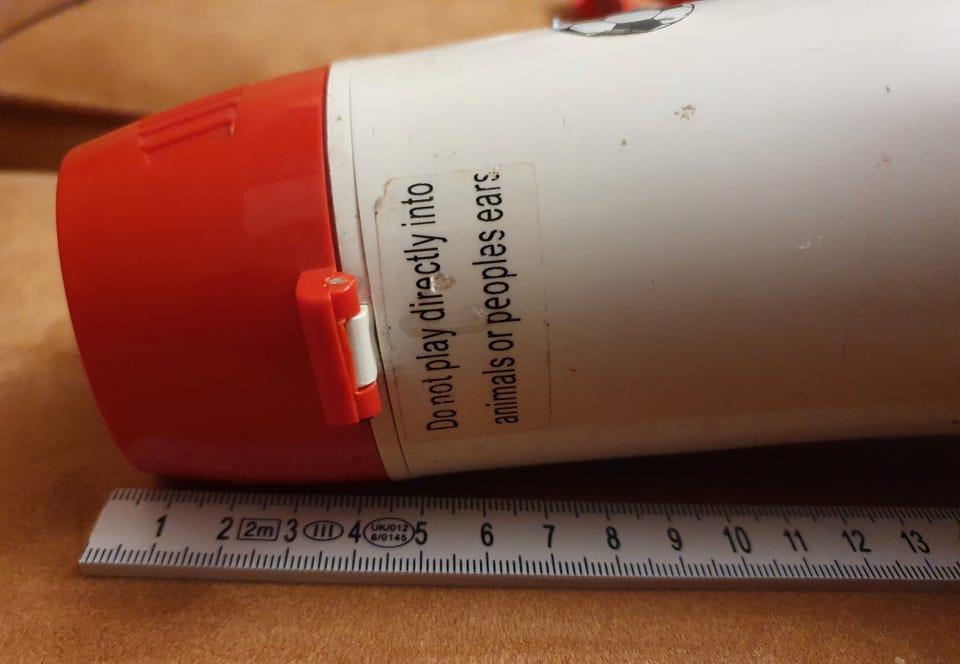 Do not play directly into
animals or peoples ears
1 2 2m 3 III 4 UK/012 5 6 7 8 9 10 11 12 13
6/0145